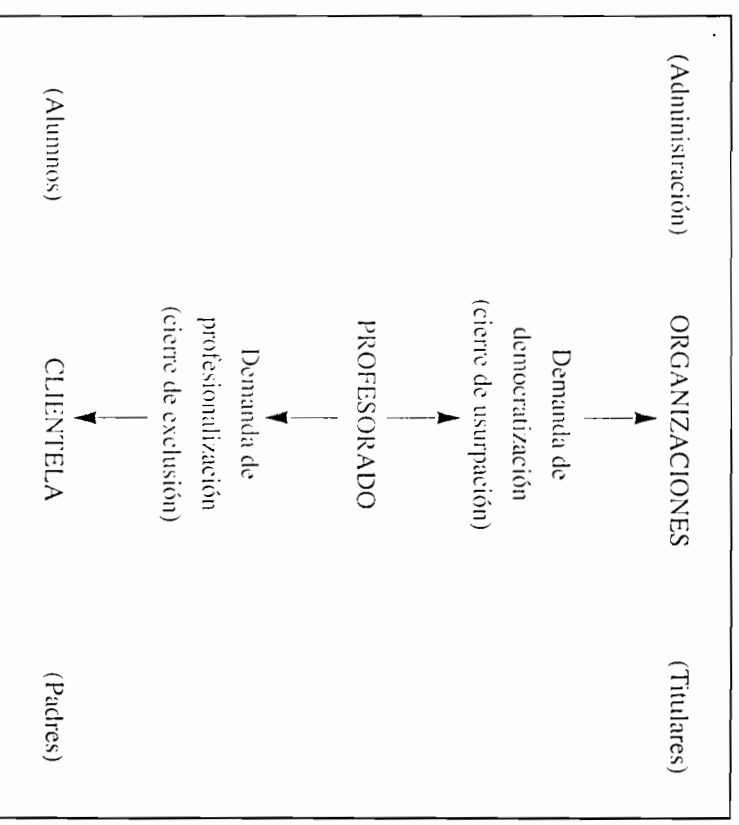 (Administración) ORGANIZACIONES (Titulares)
Demanda de
democratización
(cierre de usurpación)
PROFESORADO
Demanda de
profesionalización
(cierre de exclusión)
(Alumnos) CLIENTELA (Padres)